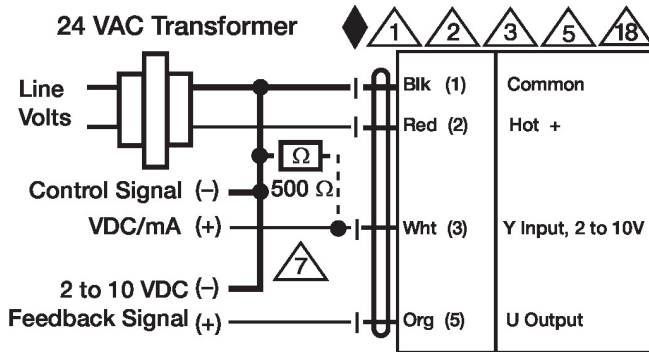 24 VAC Transformer
1 2 3 5 18
Line Volts
Blk (1) Common
Red (2) Hot +
Ω
500 Ω
Control Signal (–)
VDC/mA (+)
Wht (3) Y Input, 2 to 10V
7
2 to 10 VDC (–)
Feedback Signal (+)
Org (5) U Output